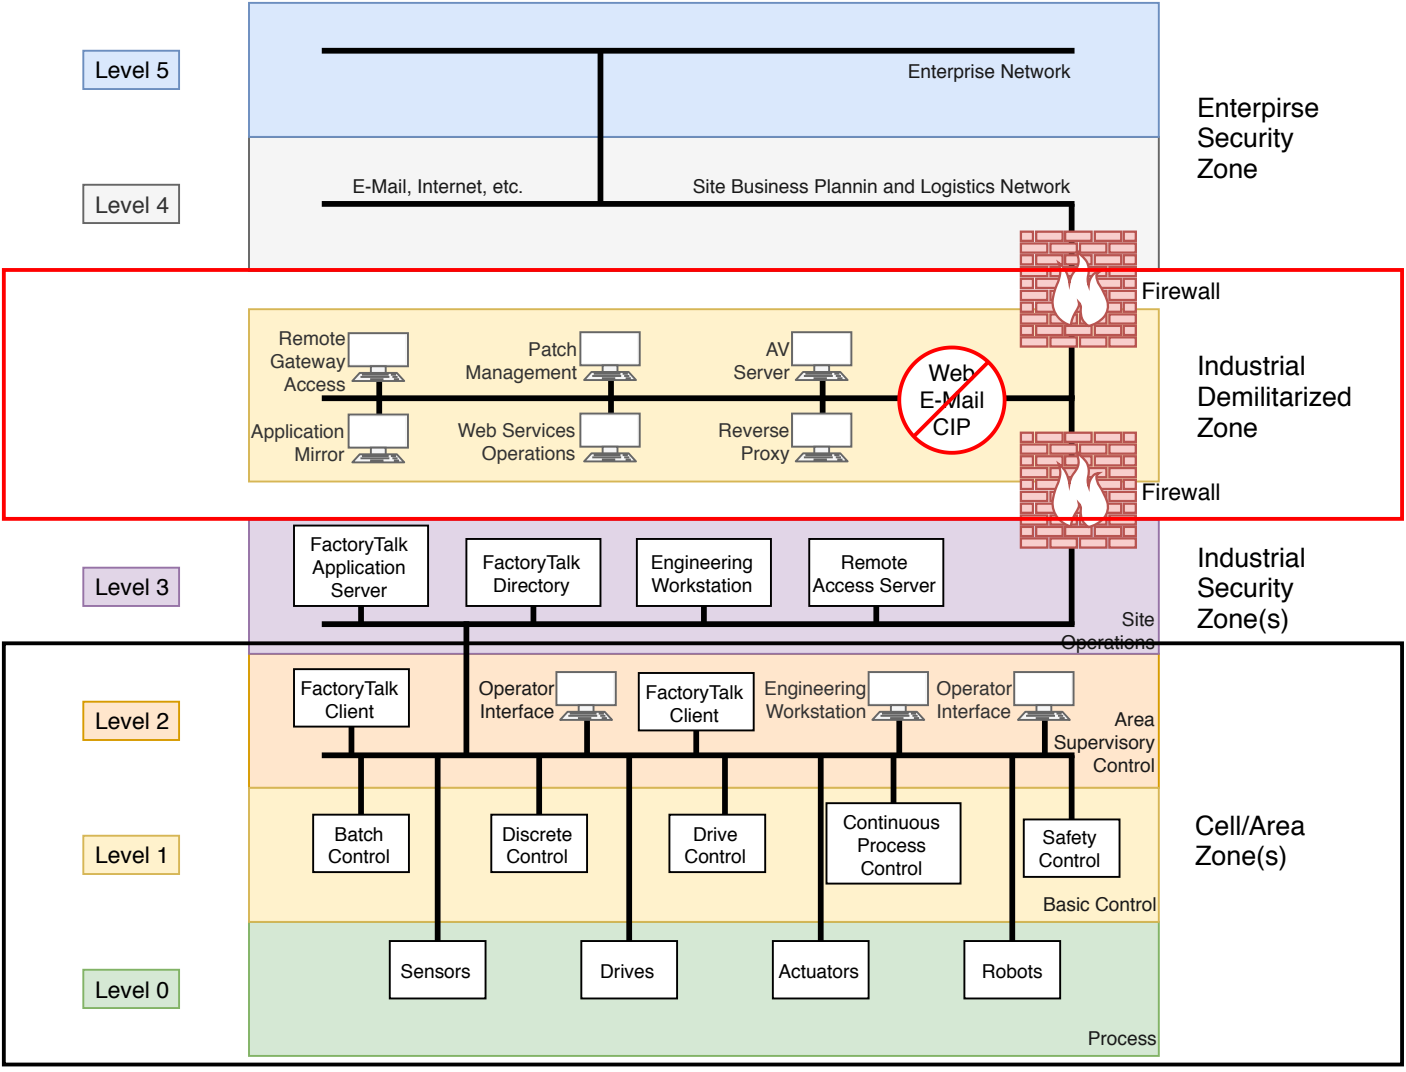 Level 5
Enterprise Network
Enterpirse
Security
Zone
E-Mail, Internet, etc.
Site Business Plannin and Logistics Network
Level 4
Firewall
Remote
Gateway
Access
Patch
Management
AV
Server
Web
E-Mail
CIP
Industrial
Demilitarized
Zone
Application
Mirror
Web Services
Operations
Reverse
Proxy
Firewall
Level 3
FactoryTalk
Application
Server
FactoryTalk
Directory
Engineering
Workstation
Remote
Access Server
Site
Operations
Industrial
Security
Zone(s)
Level 2
FactoryTalk
Client
Operator
Interface
FactoryTalk
Client
Engineering
Workstation
Operator
Interface
Area
Supervisory
Control
Level 1
Batch
Control
Discrete
Control
Drive
Control
Continuous
Process
Control
Safety
Control
Basic Control
Cell/Area
Zone(s)
Level 0
Sensors
Drives
Actuators
Robots
Process